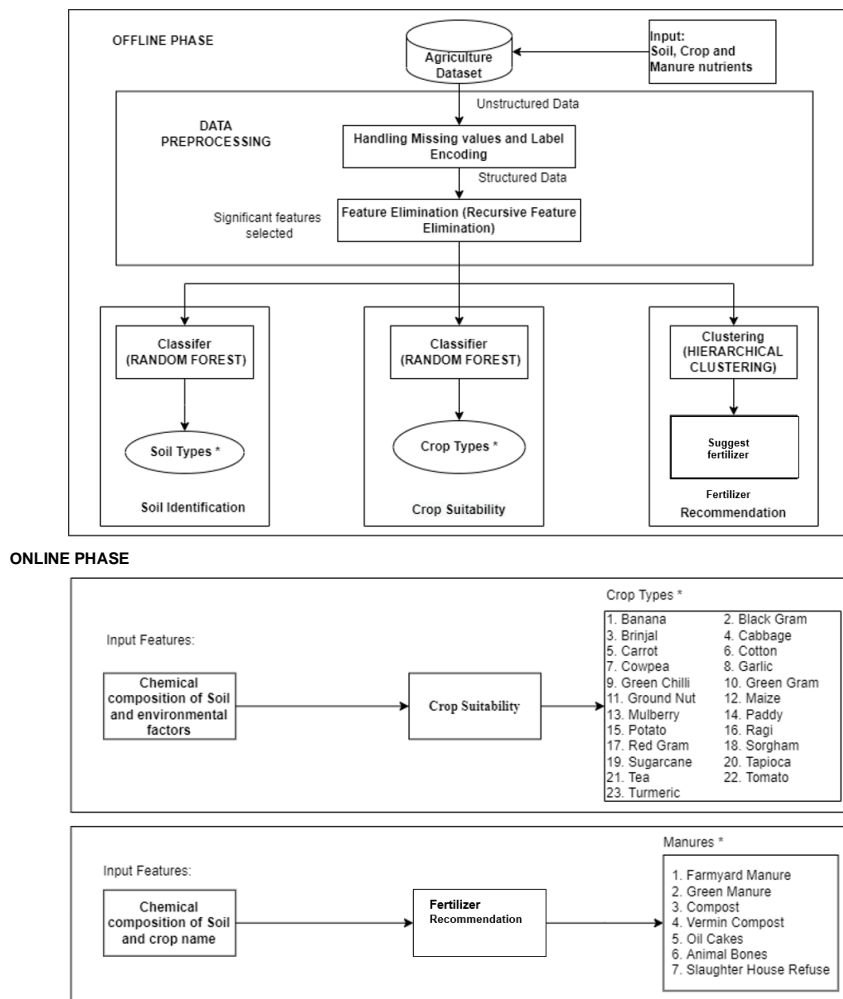 OFFLINE PHASE
Agriculture
Dataset
Input:
Soil, Crop and
Manure nutrients
Unstructured Data
DATA
PREPROCESSING
Handling Missing values and Label
Encoding
Structured Data
Significant features
selected
Feature Elimination (Recursive Feature
Elimination)
Classifer
(RANDOM FOREST)
Soil Types *
Soil Identification
Classifier
(RANDOM FOREST)
Crop Types *
Crop Suitability
Clustering
(HIERARCHICAL
CLUSTERING)
Suggest
fertilizer
Fertilizer
Recommendation
ONLINE PHASE
Input Features:
Chemical
composition of Soil
and environmental
factors
Crop Suitability
Crop Types *
1. Banana 2. Black Gram
3. Brinjal 4. Cabbage
5. Carrot 6. Cotton
7. Cowpea 8. Garlic
9. Green Chilli 10. Green Gram
11. Ground Nut 12. Maize
13. Mulberry 14. Paddy
15. Potato 16. Ragi
17. Red Gram 18. Sorgham
19. Sugarcane 20. Tapioca
21. Tea 22. Tomato
23. Turmeric
Input Features:
Chemical
composition of Soil
and crop name
Fertilizer
Recommendation
Manures *
1. Farmyard Manure
2. Green Manure
3. Compost
4. Vermin Compost
5. Oil Cakes
6. Animal Bones
7. Slaughter House Refuse